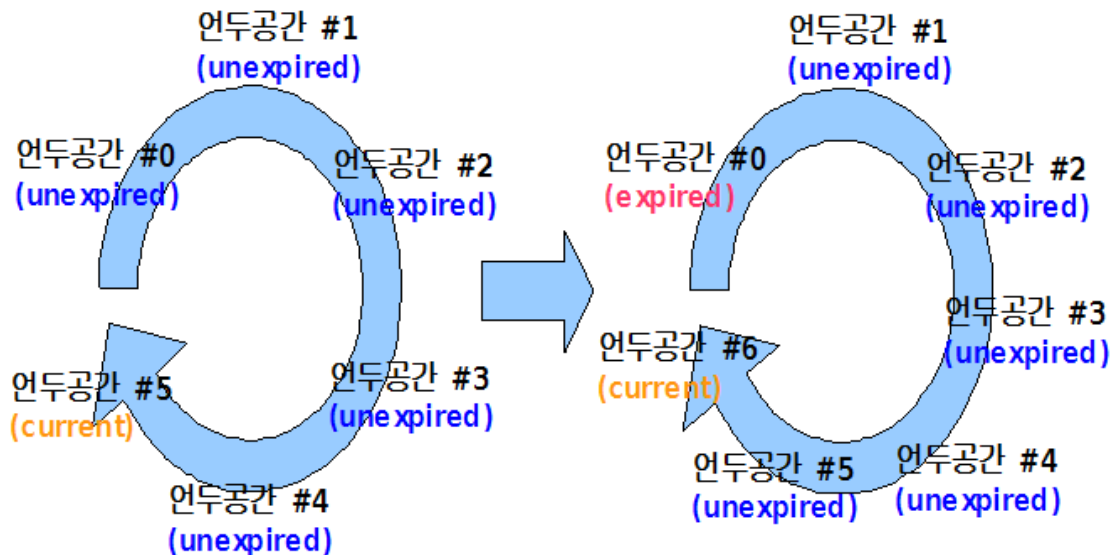 언두공간 #1
(unexpired)
언두공간 #0
(unexpired)
언두공간 #2
(unexpired)
언두공간 #3
(unexpired)
언두공간 #5
(current)
언두공간 #4
(unexpired)
언두공간 #1
(unexpired)
언두공간 #0
(expired)
언두공간 #2
(unexpired)
언두공간 #3
(unexpired)
언두공간 #6
(current)
언두공간 #5
(unexpired)
언두공간 #4
(unexpired)